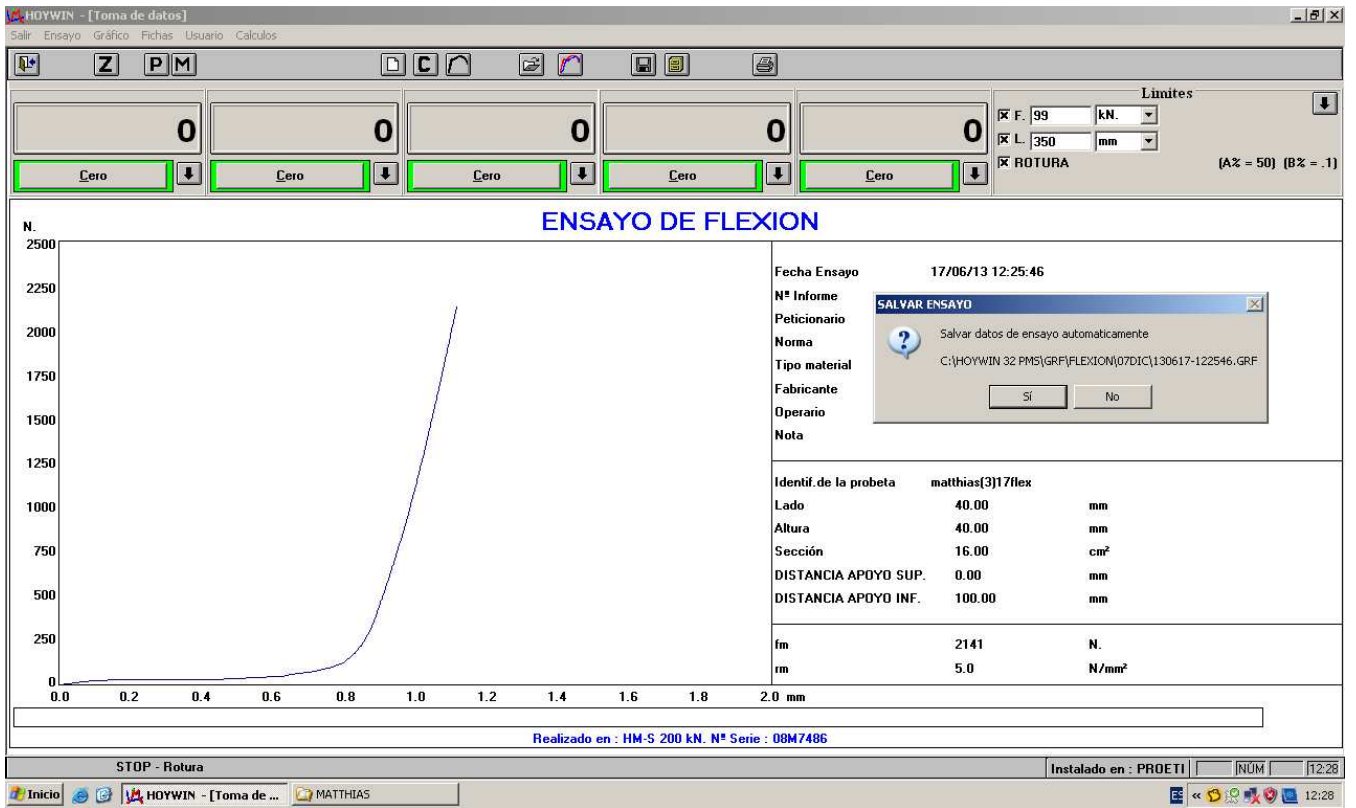 HOYWIN - [Toma de datos]
Salir Ensayo Gráfico Fichas Usuario Calculos
Z P M C
Limites
0 0 0 0 0
F. 99 kN.
L. 350 mm
ROTURA (A% = 50) (B% = .1)
Cero Cero Cero Cero Cero
ENSAYO DE FLEXION
N.
2500
2250
2000
1750
1500
1250
1000
750
500
250
0
0.0 0.2 0.4 0.6 0.8 1.0 1.2 1.4 1.6 1.8 2.0 mm
Fecha Ensayo 17/06/13 12:25:46
Nº Informe
Peticionario
Norma
Tipo material
Fabricante
Operario
Nota
SALVAR ENSAYO
Salvar datos de ensayo automaticamente
C:\HOYWIN 32 PMS\GRF\FLEXION\07DIC\130617-122546.GRF
Sí No
Identif.de la probeta matthias(3)17flex
Lado 40.00 mm
Altura 40.00 mm
Sección 16.00 cm²
DISTANCIA APOYO SUP. 0.00 mm
DISTANCIA APOYO INF. 100.00 mm
fm 2141 N.
rm 5.0 N/mm²
Realizado en : HM-S 200 kN. Nº Serie : 08M7486
STOP - Rotura Instalado en : PROETI NÚM 12:28
Inicio HOYWIN - [Toma de ... MATTHIAS ES « 12:28